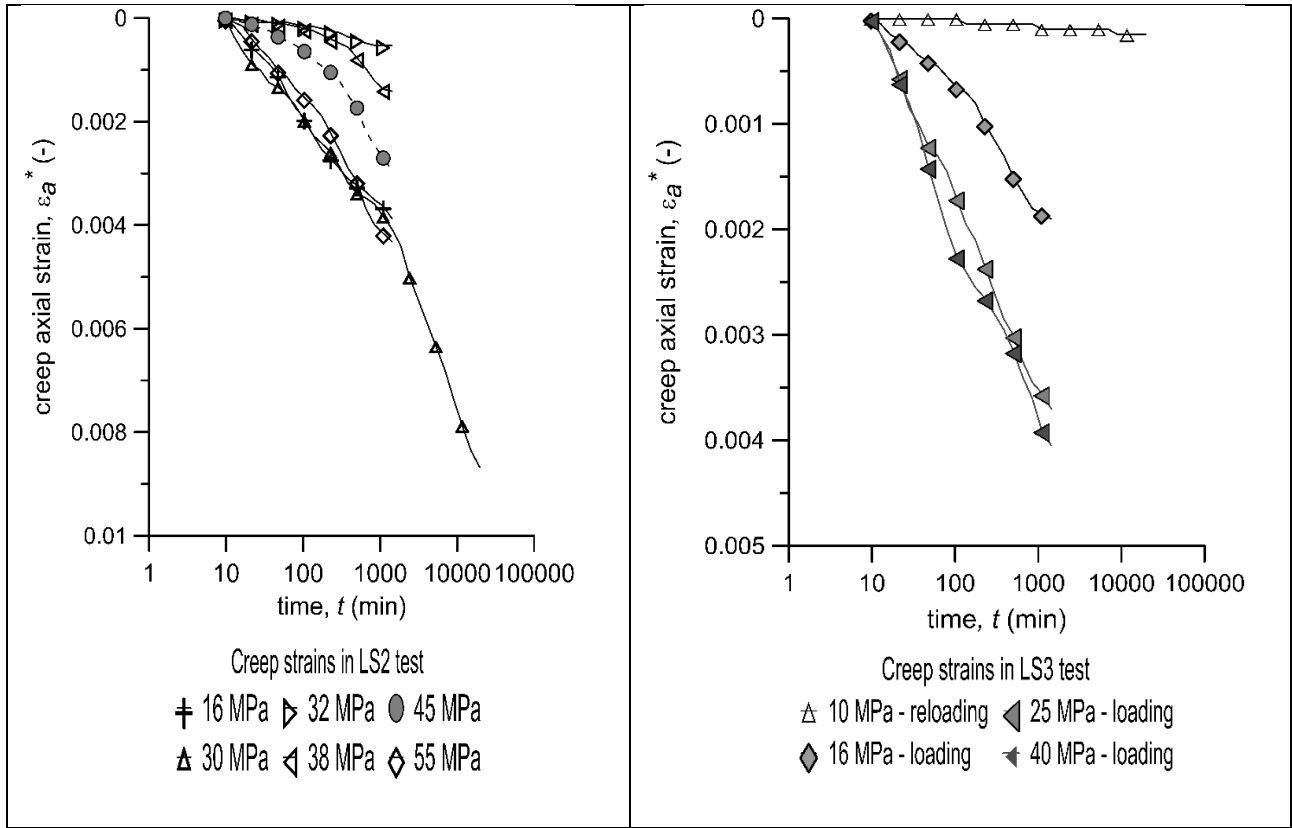 0
0.002
0.004
0.006
0.008
0.01
creep axial strain, εa* (-)
1 10 100 1000 10000 100000
time, t (min)
Creep strains in LS2 test
16 MPa 32 MPa 45 MPa
30 MPa 38 MPa 55 MPa
0
0.001
0.002
0.003
0.004
0.005
creep axial strain, εa* (-)
1 10 100 1000 10000 100000
time, t (min)
Creep strains in LS3 test
10 MPa - reloading 25 MPa - loading
16 MPa - loading 40 MPa - loading